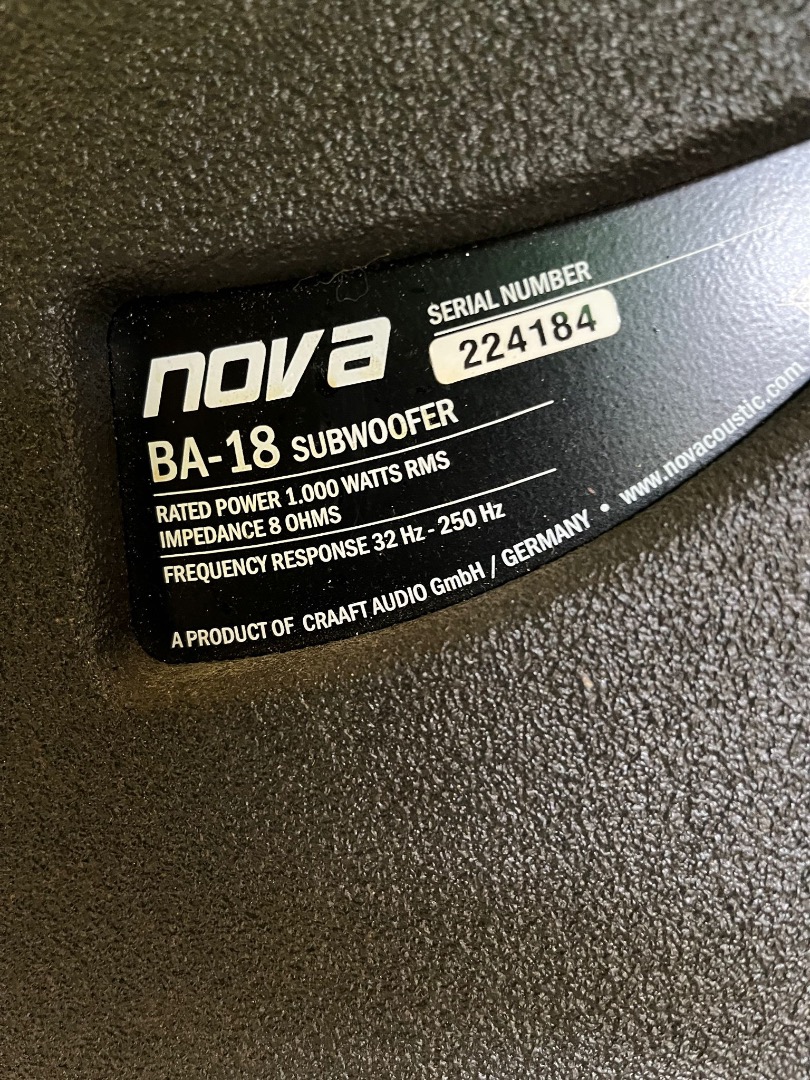 nova
SERIAL NUMBER
224184
BA-18 SUBWOOFER
RATED POWER 1.000 WATTS RMS
IMPEDANCE 8 OHMS
FREQUENCY RESPONSE 32 Hz - 250 Hz
A PRODUCT OF CRAAFT AUDIO GmbH / GERMANY • www.novacoustic.com